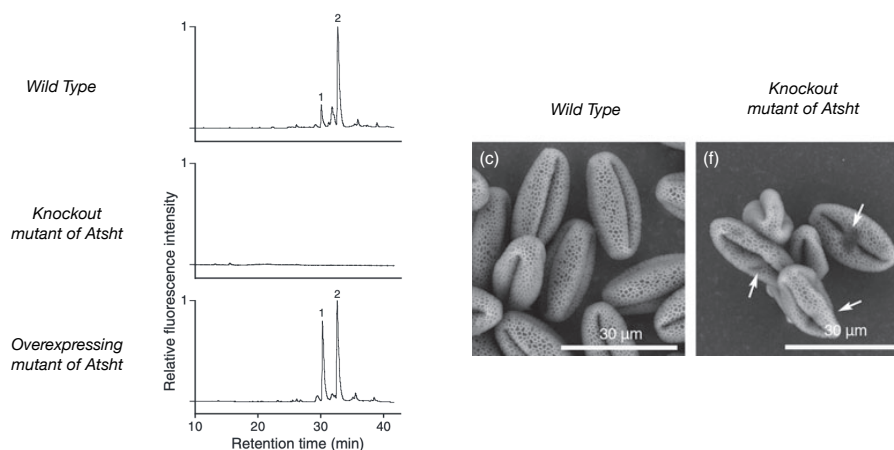 Wild Type
Knockout
mutant of Atsht
Overexpressing
mutant of Atsht
Relative fluorescence intensity
1
1
2
1
1
1
2
10
20
30
40
Retention time (min)
Wild Type
Knockout
mutant of Atsht
(c)
30 µm
(f)
30 µm